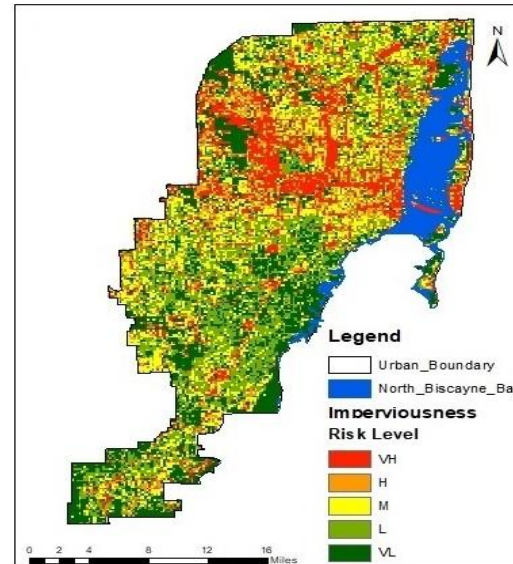 N
Legend
Urban_Boundary
North_Biscayne_Ba
Imperviousness
Risk Level
VH
H
M
L
VL
0 2 4 8 12 16
Miles